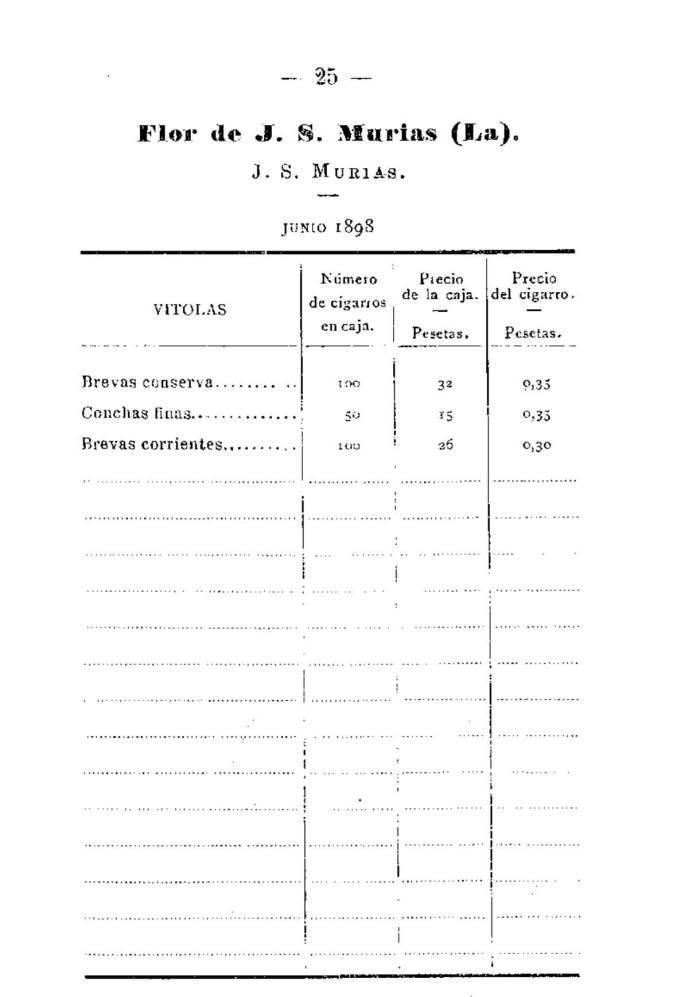 — 25 —
Flor de J. S. Murias (La).
J. S. MURIAS.
JUNIO 1898
VITOLAS
Número de cigarros en caja.
Precio de la caja. — Pesetas.
Precio del cigarro. — Pesetas.
Brevas conserva.......... 100 32 0,35
Conchas finas.............. 50 15 0,35
Brevas corrientes.......... 100 26 0,30